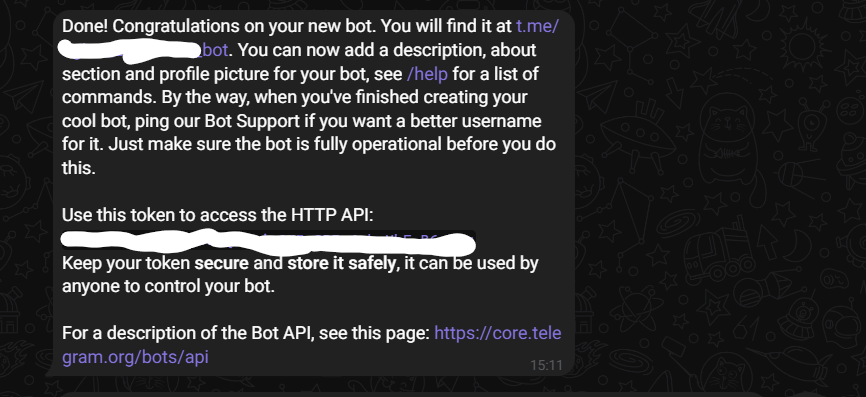 Done! Congratulations on your new bot. You will find it at t.me/
_bot. You can now add a description, about
section and profile picture for your bot, see /help for a list of
commands. By the way, when you've finished creating your
cool bot, ping our Bot Support if you want a better username
for it. Just make sure the bot is fully operational before you do
this.
Use this token to access the HTTP API:
Keep your token secure and store it safely, it can be used by
anyone to control your bot.
For a description of the Bot API, see this page: https://core.tele
gram.org/bots/api
15:11